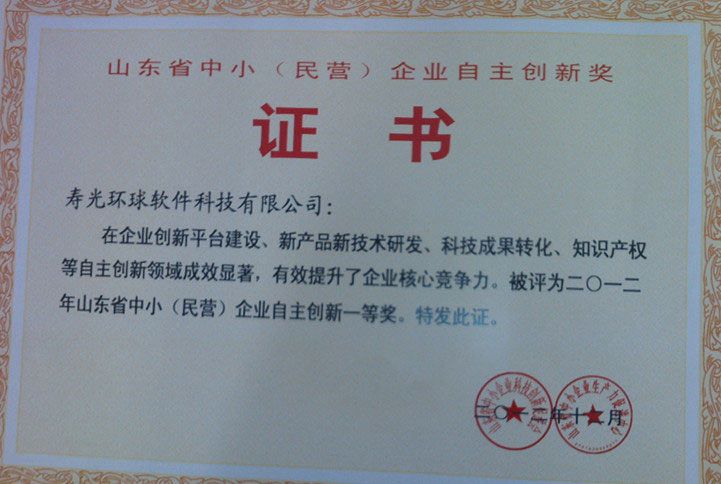 山东省中小（民营）企业自主创新奖
证 书
寿光环球软件科技有限公司：
在企业创新平台建设、新产品新技术研发、科技成果转化、知识产权
等自主创新领域成效显著，有效提升了企业核心竞争力。被评为二〇一二
年山东省中小（民营）企业自主创新一等奖。特发此证。
二〇一二年十二月